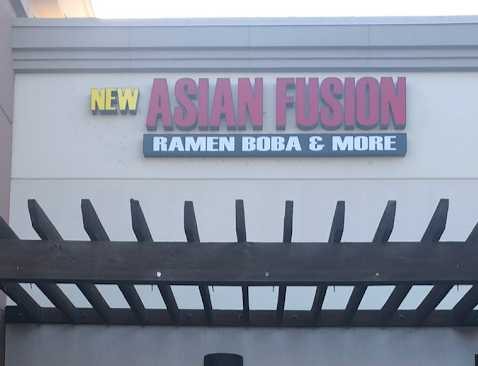 NEW ASIAN FUSION
RAMEN BOBA & MORE